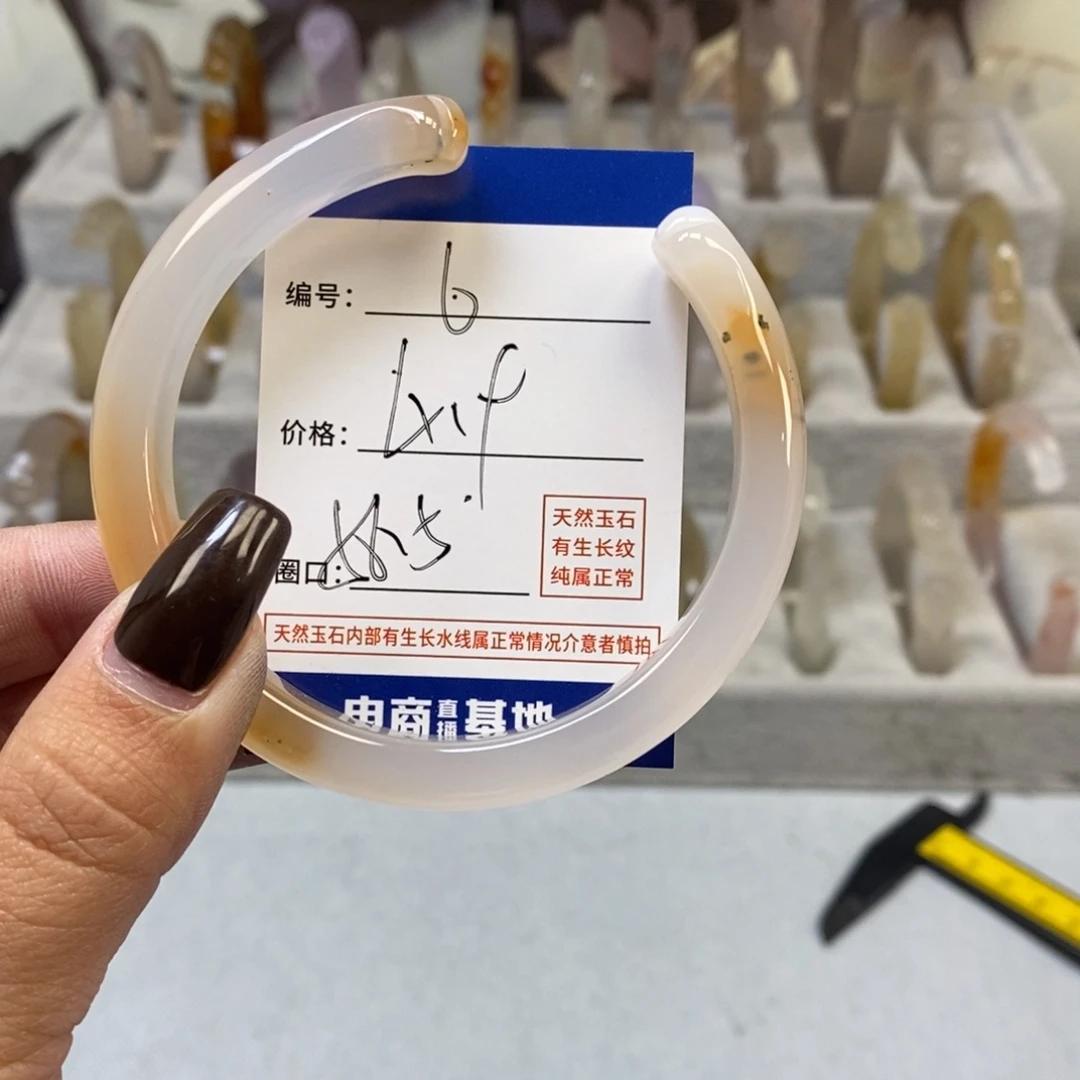 编号： 6
价格：
圈口：
天然玉石
有生长纹
纯属正常
天然玉石内部有生长水线属正常情况介意者慎拍
电商直播基地